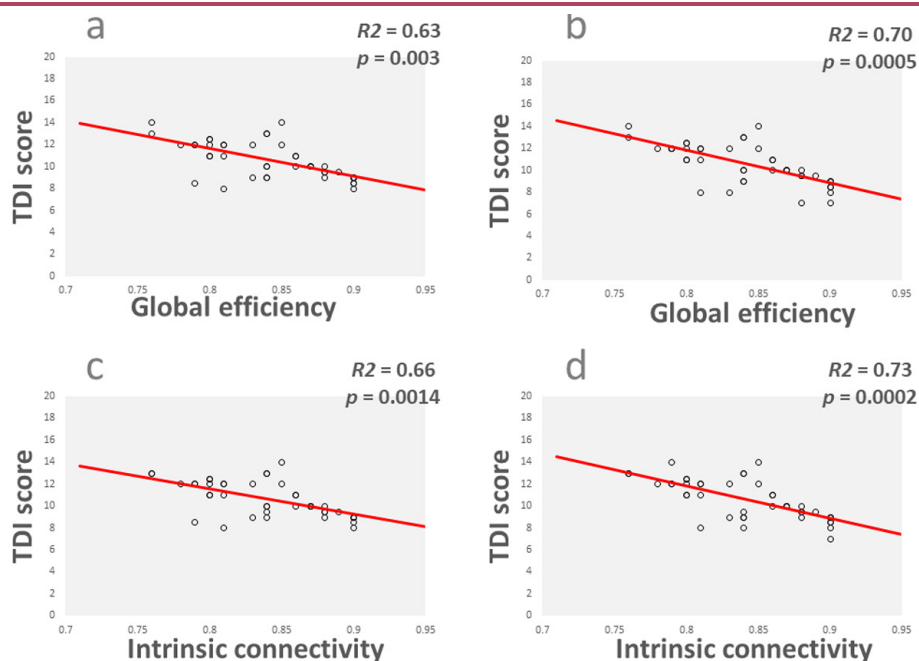 a
R2 = 0.63
p = 0.003
TDI score
20
18
16
14
12
10
8
6
4
2
0
0.7 0.75 0.8 0.85 0.9 0.95
Global efficiency
b
R2 = 0.70
p = 0.0005
TDI score
20
18
16
14
12
10
8
6
4
2
0
0.7 0.75 0.8 0.85 0.9 0.95
Global efficiency
c
R2 = 0.66
p = 0.0014
TDI score
20
18
16
14
12
10
8
6
4
2
0
0.7 0.75 0.8 0.85 0.9 0.95
Intrinsic connectivity
d
R2 = 0.73
p = 0.0002
TDI score
20
18
16
14
12
10
8
6
4
2
0
0.7 0.75 0.8 0.85 0.9 0.95
Intrinsic connectivity